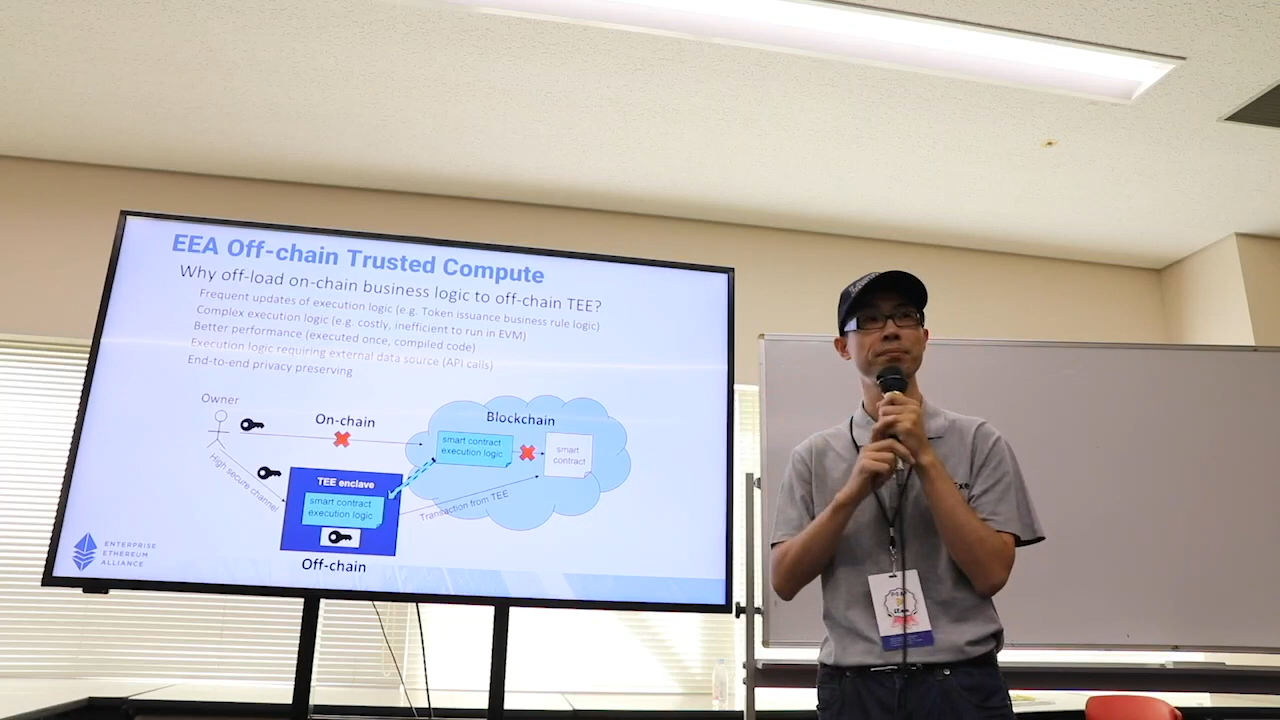 EEA Off-chain Trusted Compute
Why off-load on-chain business logic to off-chain TEE?
Frequent updates of execution logic (e.g. Token issuance business rule logic)
Complex execution logic (e.g. costly, inefficient to run in EVM)
Better performance (executed once, compiled code)
Execution logic requiring external data source (API calls)
End-to-end privacy preserving
Owner
On-chain
Blockchain
smart contract
execution logic
smart
contract
High secure channel
TEE enclave
smart contract
execution logic
Transaction from TEE
Off-chain
ENTERPRISE
ETHEREUM
ALLIANCE